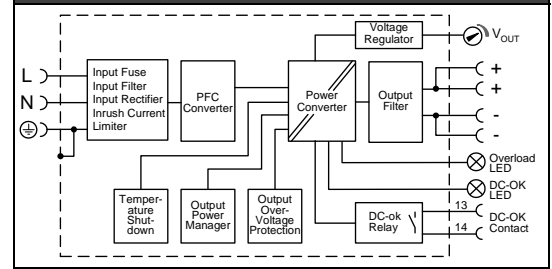 Voltage
Regulator
VOUT
L
N
Input Fuse
Input Filter
Input Rectifier
Inrush Current
Limiter
PFC
Converter
Power
Converter
Output
Filter
+
+
-
-
Overload
LED
DC-OK
LED
Temper-
ature
Shut-
down
Output
Power
Manager
Output
Over-
Voltage
Protection
DC-ok
Relay
13
14
DC-OK
Contact